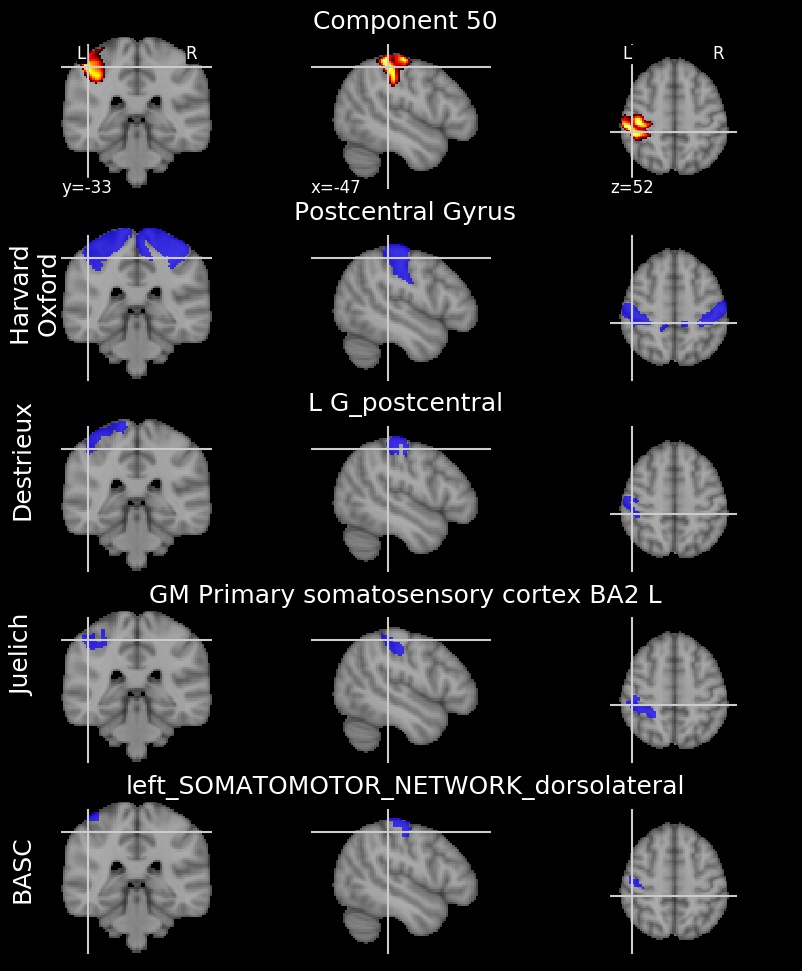 Component 50
L R
L R
y=-33 x=-47 z=52
Postcentral Gyrus
Harvard
Oxford
L G_postcentral
Destrieux
GM Primary somatosensory cortex BA2 L
Juelich
left_SOMATOMOTOR_NETWORK_dorsolateral
BASC